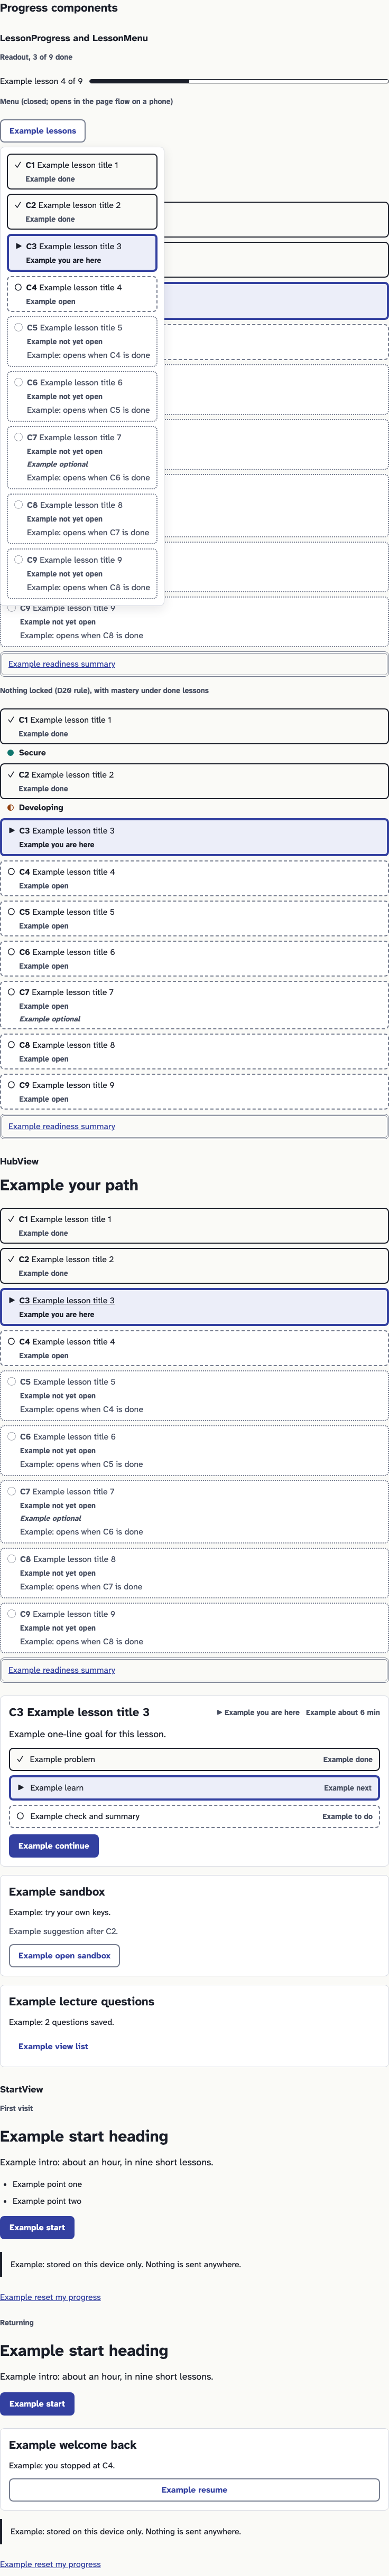 Progress components
LessonProgress and LessonMenu
Readout, 3 of 9 done
Example lesson 4 of 9
Menu (closed; opens in the page flow on a phone)
Example lessons
✓ C1 Example lesson title 1
Example done
✓ C2 Example lesson title 2
Example done
C3 Example lesson title 3
Example you are here
C4 Example lesson title 4
Example open
C5 Example lesson title 5
Example not yet open
Example: opens when C4 is done
C6 Example lesson title 6
Example not yet open
Example: opens when C5 is done
C7 Example lesson title 7
Example not yet open
Example optional
Example: opens when C6 is done
C8 Example lesson title 8
Example not yet open
Example: opens when C7 is done
C9 Example lesson title 9
Example not yet open
Example: opens when C8 is done
C9 Example lesson title 9
Example not yet open
Example: opens when C8 is done
Example readiness summary
Nothing locked (D20 rule), with mastery under done lessons
✓ C1 Example lesson title 1
Example done
Secure
✓ C2 Example lesson title 2
Example done
Developing
C3 Example lesson title 3
Example you are here
C4 Example lesson title 4
Example open
C5 Example lesson title 5
Example open
C6 Example lesson title 6
Example open
C7 Example lesson title 7
Example open
Example optional
C8 Example lesson title 8
Example open
C9 Example lesson title 9
Example open
Example readiness summary
HubView
Example your path
✓ C1 Example lesson title 1
Example done
✓ C2 Example lesson title 2
Example done
C3 Example lesson title 3
Example you are here
C4 Example lesson title 4
Example open
C5 Example lesson title 5
Example not yet open
Example: opens when C4 is done
C6 Example lesson title 6
Example not yet open
Example: opens when C5 is done
C7 Example lesson title 7
Example not yet open
Example optional
Example: opens when C6 is done
C8 Example lesson title 8
Example not yet open
Example: opens when C7 is done
C9 Example lesson title 9
Example not yet open
Example: opens when C8 is done
Example readiness summary
C3 Example lesson title 3 Example you are here Example about 6 min
Example one-line goal for this lesson.
✓ Example problem Example done
Example learn Example next
Example check and summary Example to do
Example continue
Example sandbox
Example: try your own keys.
Example suggestion after C2.
Example open sandbox
Example lecture questions
Example: 2 questions saved.
Example view list
StartView
First visit
Example start heading
Example intro: about an hour, in nine short lessons.
• Example point one
• Example point two
Example start
Example: stored on this device only. Nothing is sent anywhere.
Example reset my progress
Returning
Example start heading
Example intro: about an hour, in nine short lessons.
Example start
Example welcome back
Example: you stopped at C4.
Example resume
Example: stored on this device only. Nothing is sent anywhere.
Example reset my progress